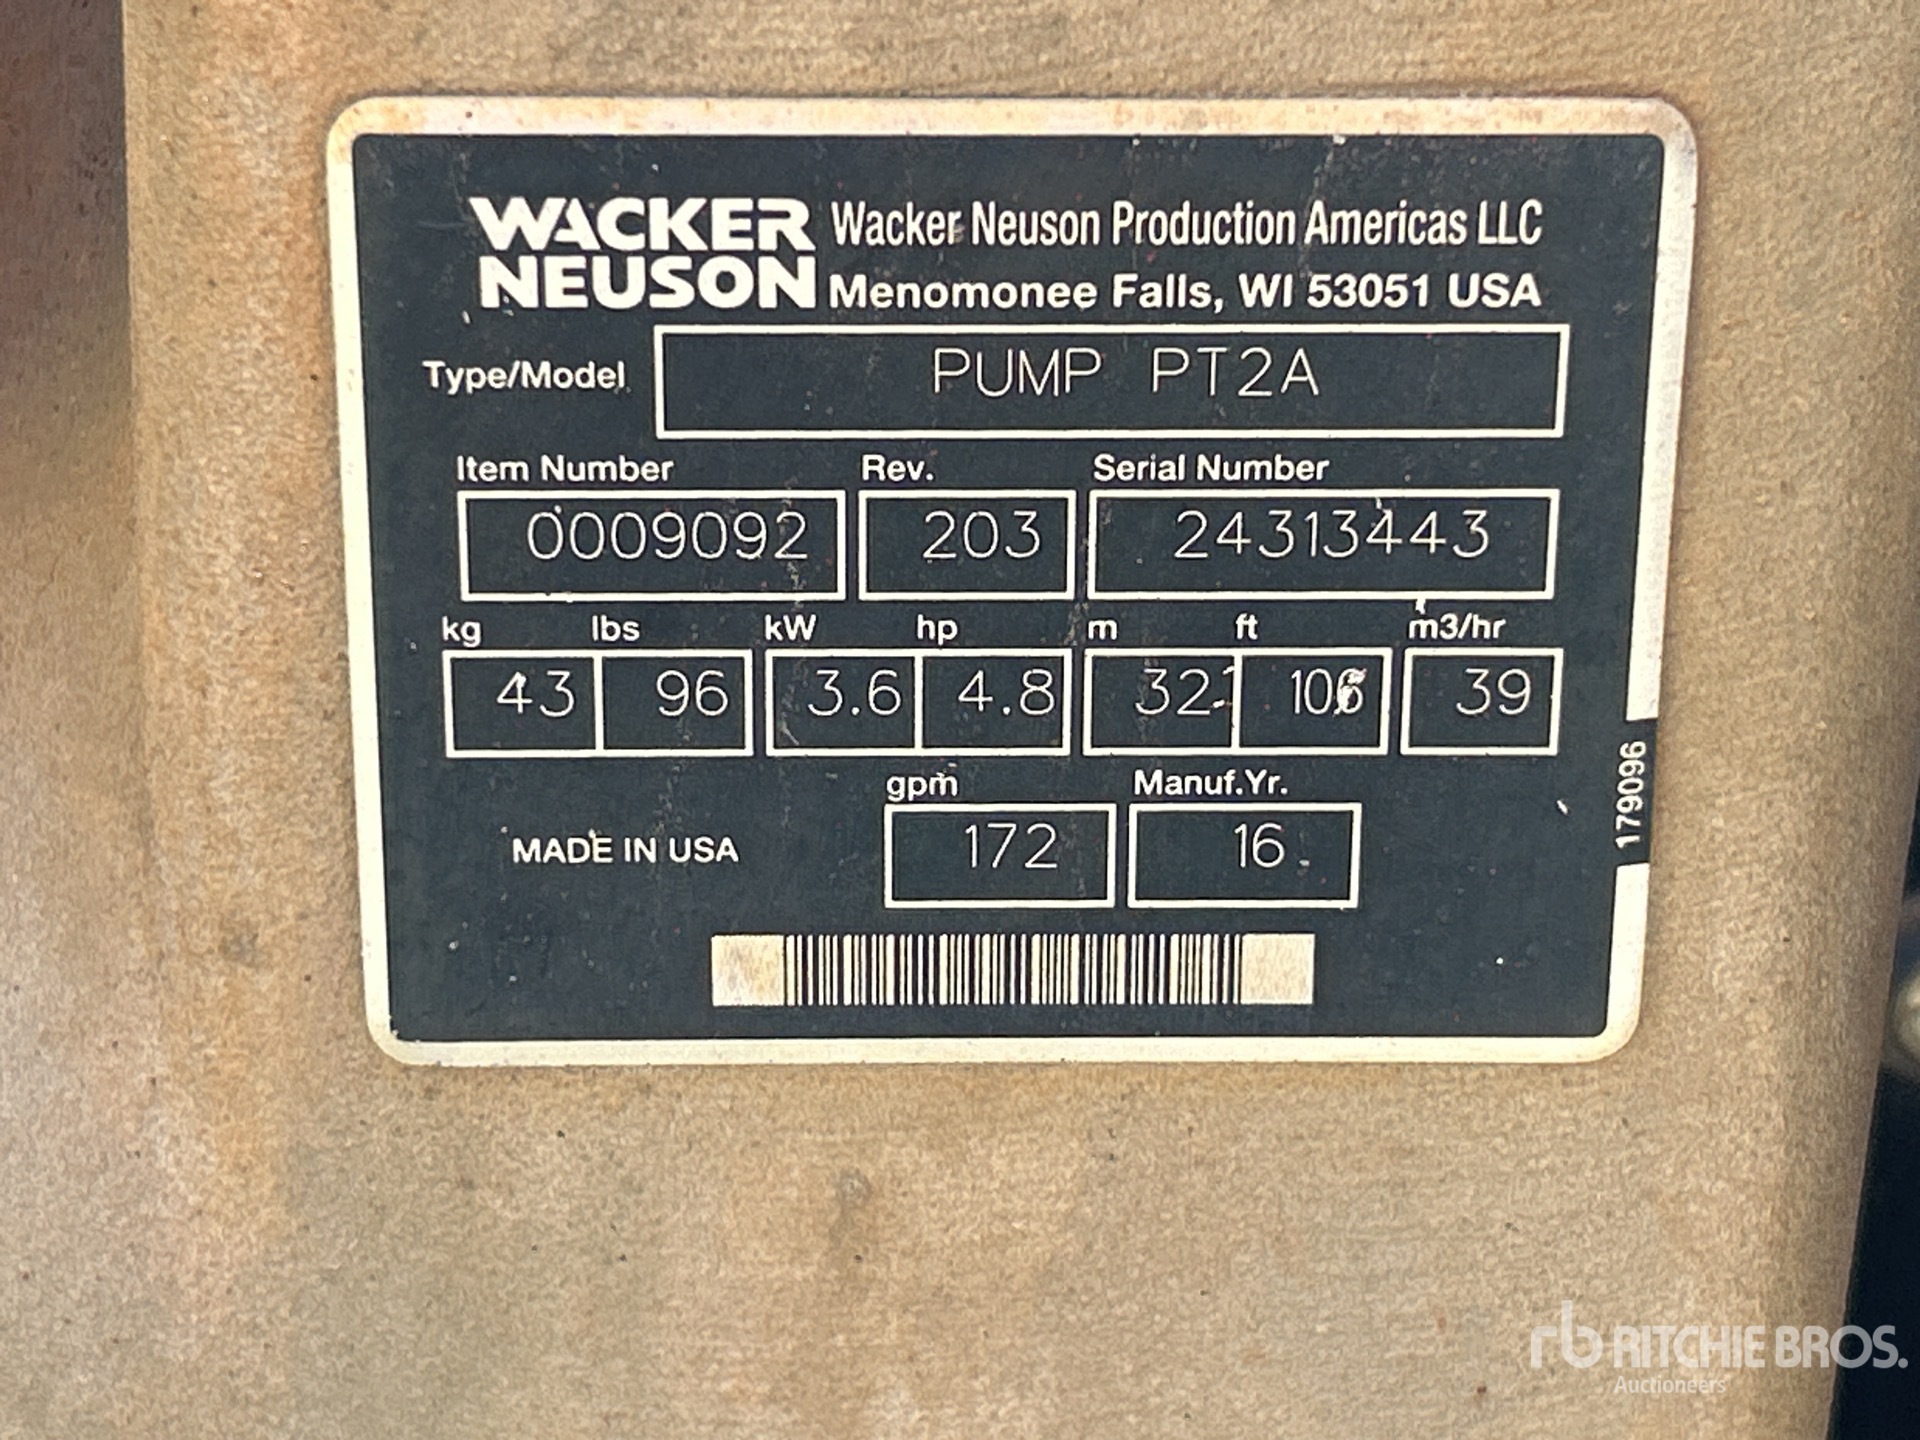 WACKER
NEUSON
Wacker Neuson Production Americas LLC
Menomonee Falls, WI 53051 USA
Type/Model PUMP PT2A
Item Number Rev. Serial Number
0009092 203 24313443
kg lbs kW hp m ft m3/hr
43 96 3.6 4.8 32 39
gpm Manuf.Yr.
MADE IN USA 172 16
179096
rb RITCHIE BROS.
Auctioneers